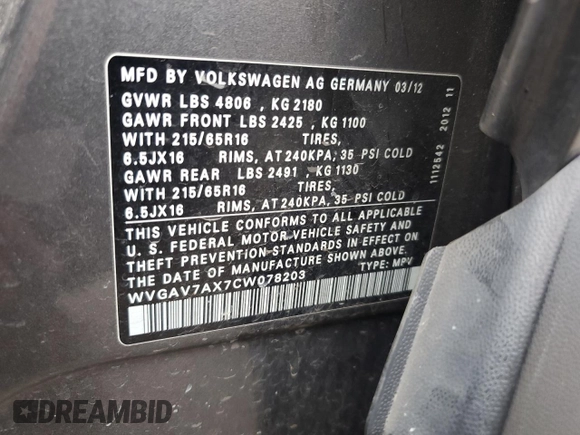 MFD BY VOLKSWAGEN AG GERMANY 03/12
GVWR LBS 4806 , KG 2180
GAWR FRONT LBS 2425 , KG 1100
WITH 215/65R16 TIRES,
6.5JX16 RIMS, AT 240KPA, 35 PSI COLD
GAWR REAR LBS 2491 , KG 1130
WITH 215/65R16 TIRES,
6.5JX16 RIMS, AT 240KPA, 35 PSI COLD
THIS VEHICLE CONFORMS TO ALL APPLICABLE
U. S. FEDERAL MOTOR VEHICLE SAFETY AND
THEFT PREVENTION STANDARDS IN EFFECT ON
THE DATE OF MANUFACTURE SHOWN ABOVE.
WVGAV7AX7CW078203 TYPE: MPV
1112542 2012 11
DREAMBID